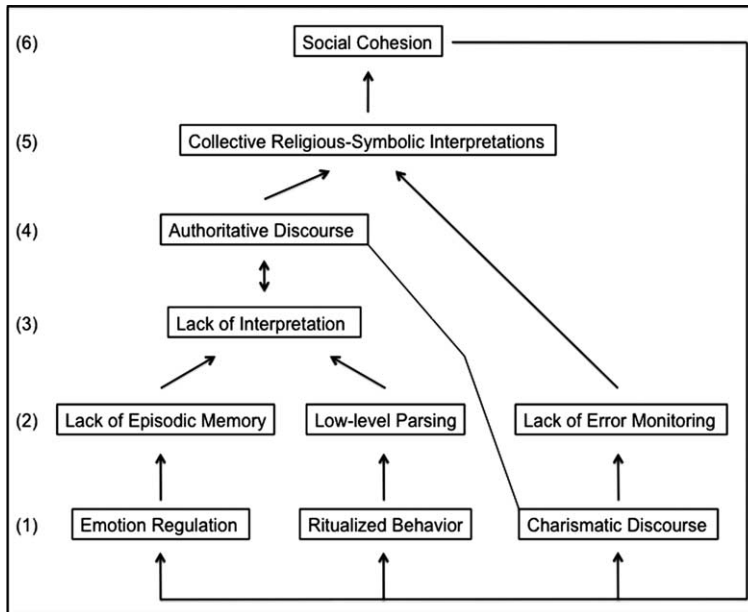 (6) Social Cohesion
(5) Collective Religious-Symbolic Interpretations
(4) Authoritative Discourse
(3) Lack of Interpretation
(2) Lack of Episodic Memory Low-level Parsing Lack of Error Monitoring
(1) Emotion Regulation Ritualized Behavior Charismatic Discourse